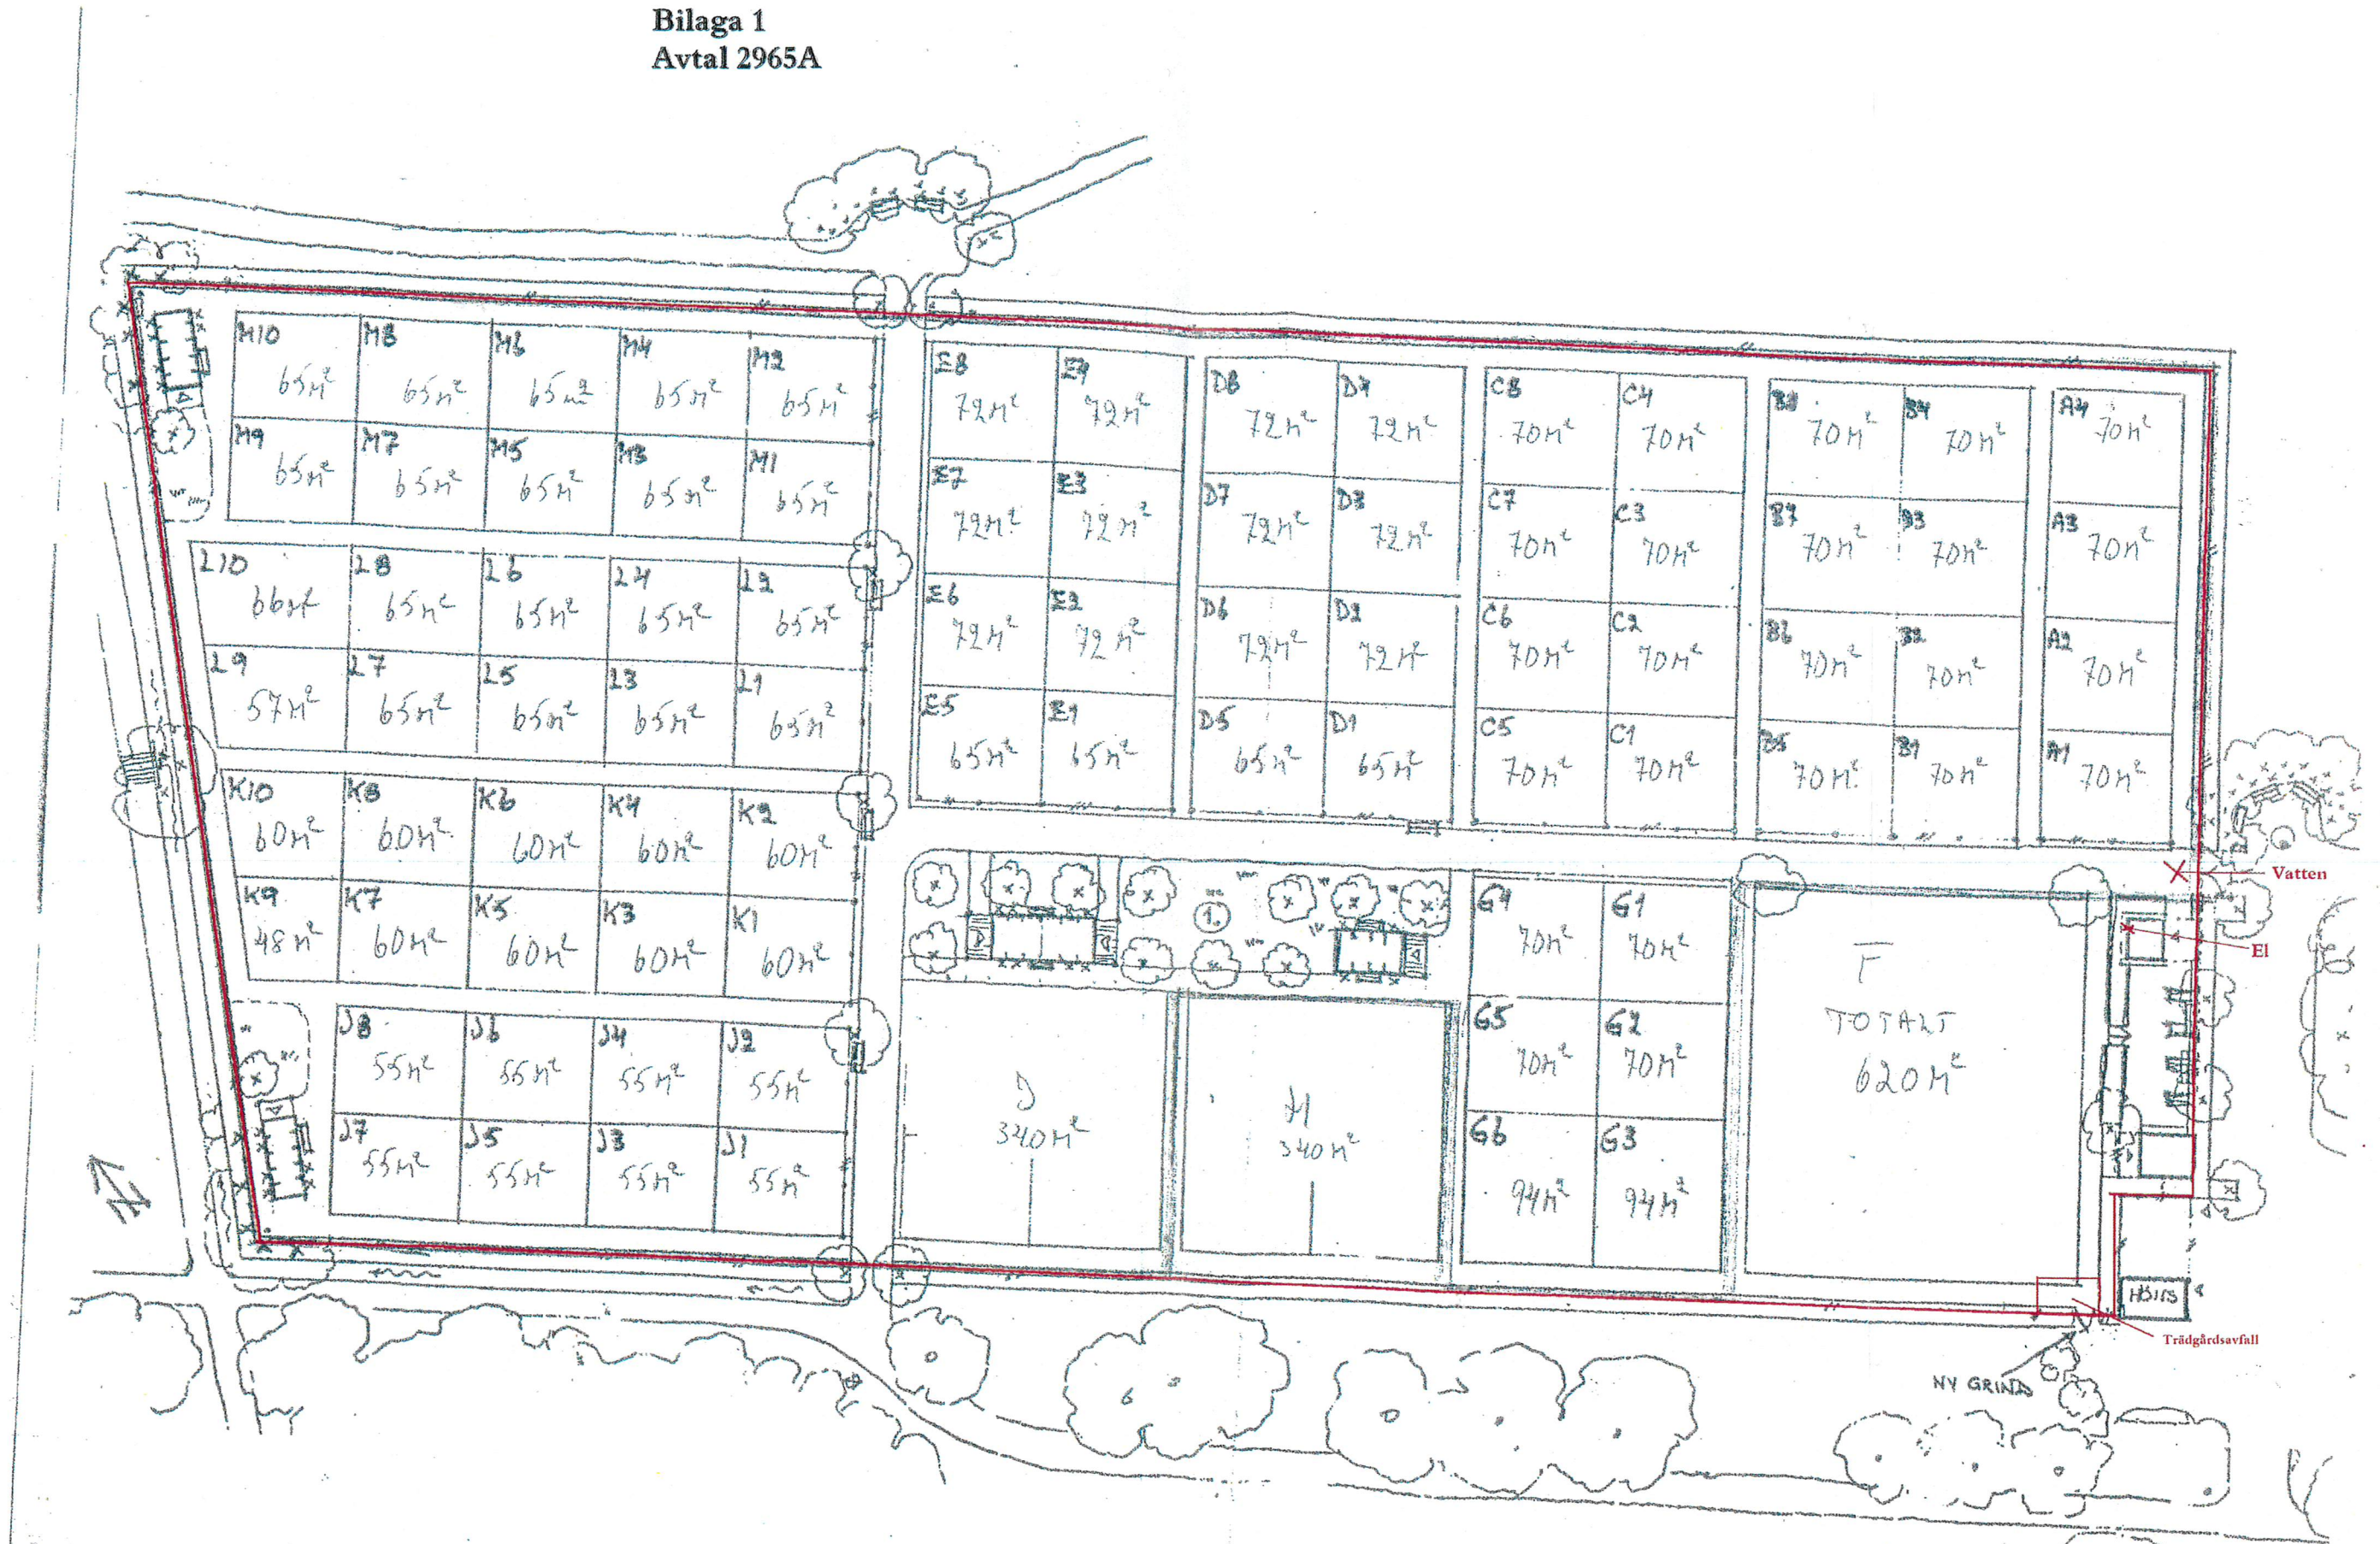 Bilaga 1
Avtal 2965A
M10 M8 M6 M4 M2
65m² 65m² 65m² 65m² 65m²
M9 M7 M5 M3 M1
65m² 65m² 65m² 65m² 65m²
L10 L8 L6 L4 L2
66m² 65m² 65m² 65m² 65m²
L9 L7 L5 L3 L1
57m² 65m² 65m² 65m² 65m²
K10 K8 K6 K4 K2
60m² 60m² 60m² 60m² 60m²
K9 K7 K5 K3 K1
48m² 60m² 60m² 60m² 60m²
J8 J6 J4 J2
55m² 55m² 55m² 55m²
J7 J5 J3 J1
55m² 55m² 55m² 55m²
E8 E4 D8 D4 C8 C4 B8 B4 A4
72m² 72m² 72m² 72m² 70m² 70m² 70m² 70m² 70m²
E7 E3 D7 D3 C7 C3 B7 B3 A3
72m² 72m² 72m² 72m² 70m² 70m² 70m² 70m² 70m²
E6 E2 D6 D2 C6 C2 B6 B2 A2
72m² 72m² 72m² 72m² 70m² 70m² 70m² 70m² 70m²
E5 E1 D5 D1 C5 C1 B5 B1 A1
65m² 65m² 65m² 65m² 70m² 70m² 70m² 70m² 70m²
Vatten
El
1
G4 G1
70m² 70m²
G5 G2
70m² 70m²
G6 G3
94m² 94m²
F
TOTALT
620m²
340m²
H
340m²
N
Trädgårdsavfall
NY GRIND